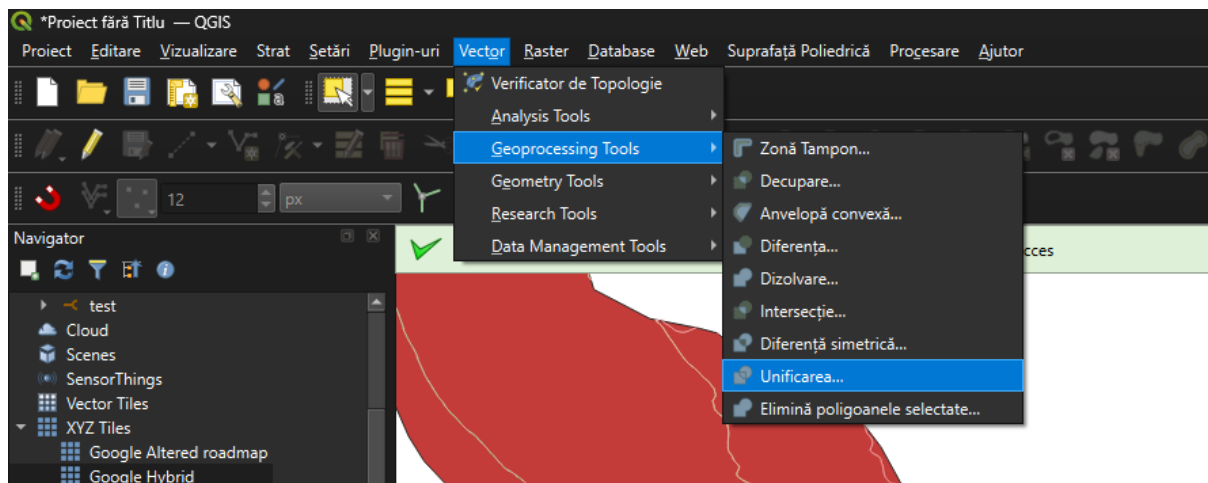 *Proiect fără Titlu — QGIS
Proiect Editare Vizualizare Strat Setări Plugin-uri Vector Raster Database Web Suprafață Poliedrică Procesare Ajutor
Verificator de Topologie
Analysis Tools
Geoprocessing Tools
Geometry Tools
Research Tools
Data Management Tools
Zonă Tampon...
Decupare...
Anvelopă convexă...
Diferența...
Dizolvare...
Intersecție...
Diferență simetrică...
Unificarea...
Elimină poligoanele selectate...
a
12 px
cces
Navigator
test
Cloud
Scenes
SensorThings
Vector Tiles
XYZ Tiles
Google Altered roadmap
Google Hybrid